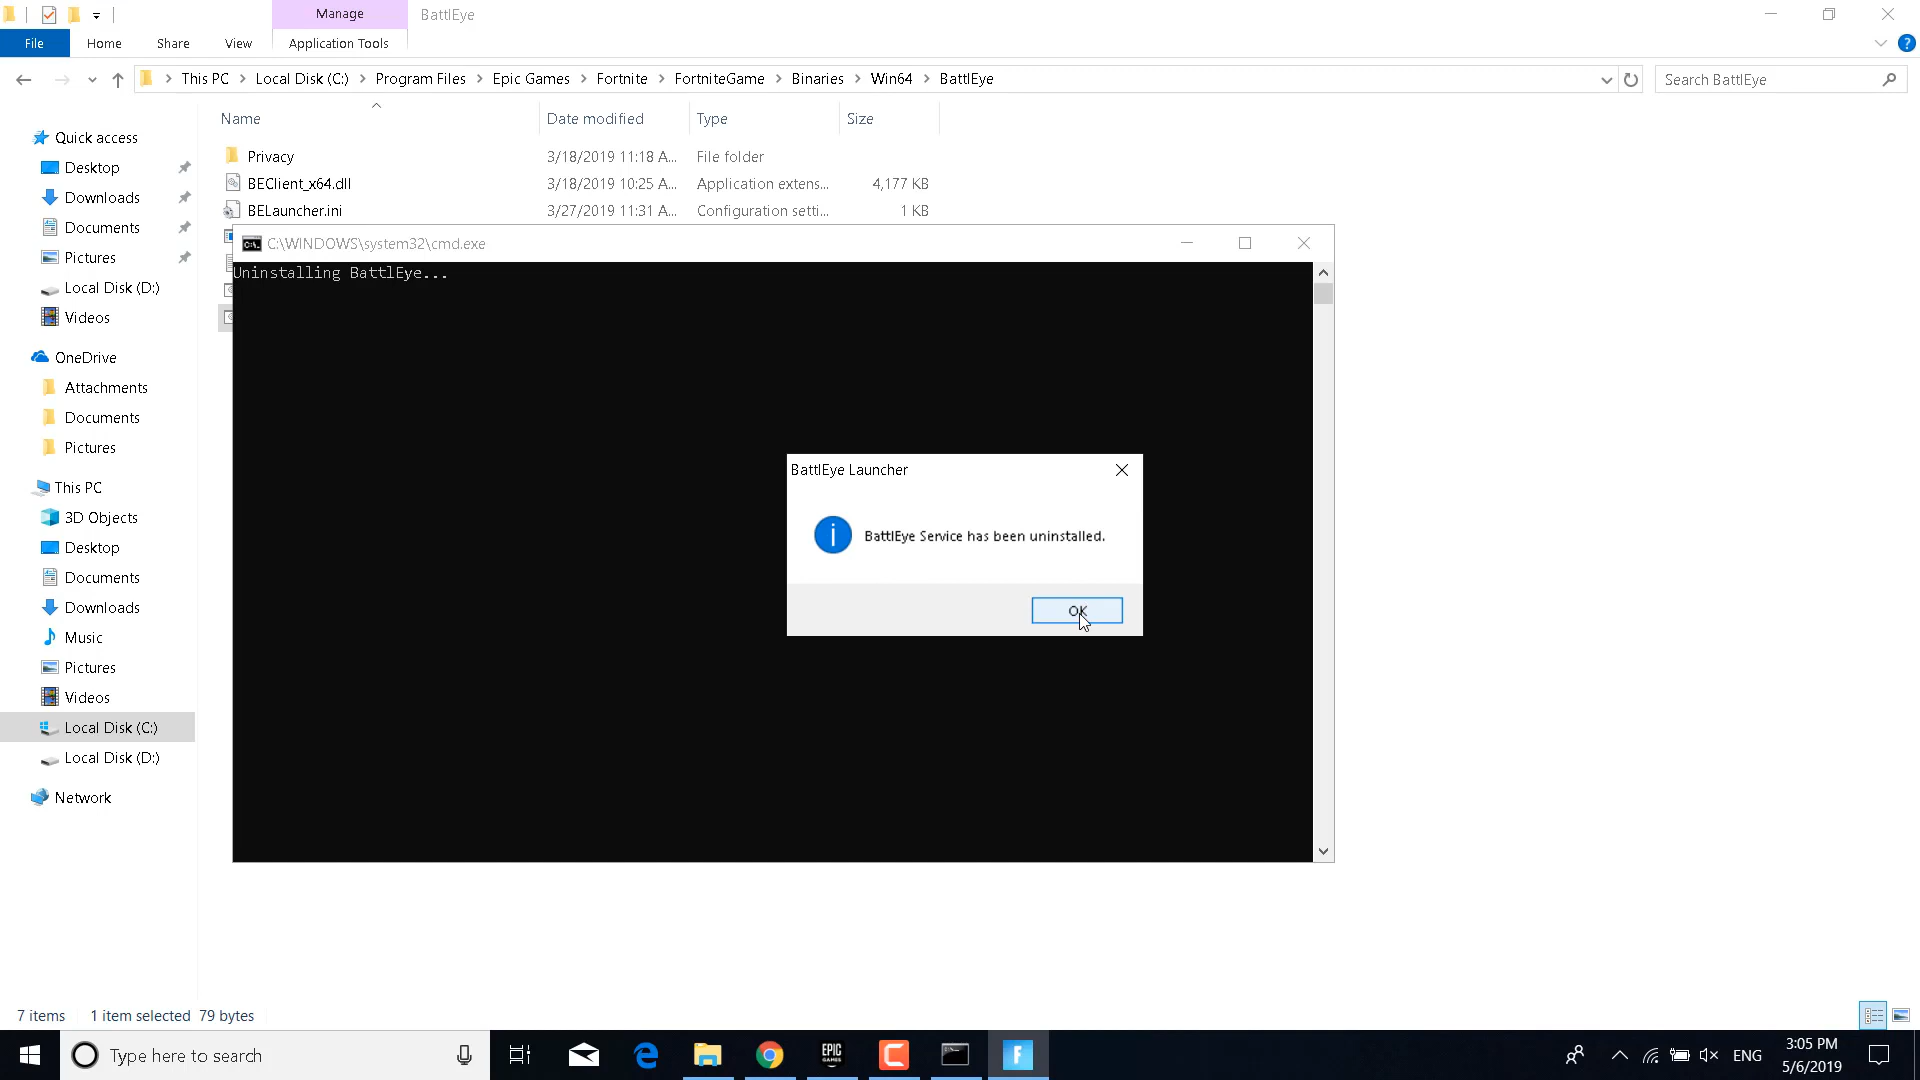 Manage
BattlEye
File
Home
Share
View
Application Tools
This PC
Local Disk (C:)
Program Files
Epic Games
Fortnite
FortniteGame
Binaries
Win64
BattlEye
Search BattlEye
Name
Date modified
Type
Size
Privacy
3/18/2019 11:18 A...
File folder
BEClient_x64.dll
3/18/2019 10:25 A...
Application extens...
4,177 KB
BELauncher.ini
3/27/2019 11:31 A...
Configuration setti...
1 KB
Quick access
Desktop
Downloads
Documents
Pictures
Local Disk (D:)
Videos
OneDrive
Attachments
Documents
Pictures
This PC
3D Objects
Desktop
Documents
Downloads
Music
Pictures
Videos
Local Disk (C:)
Local Disk (D:)
Network
C:\WINDOWS\system32\cmd.exe
Uninstalling BattlEye...
BattlEye Launcher
BattlEye Service has been uninstalled.
OK
7 items
1 item selected 79 bytes
Type here to search
EPIC
GAMES
ENG
3:05 PM
5/6/2019